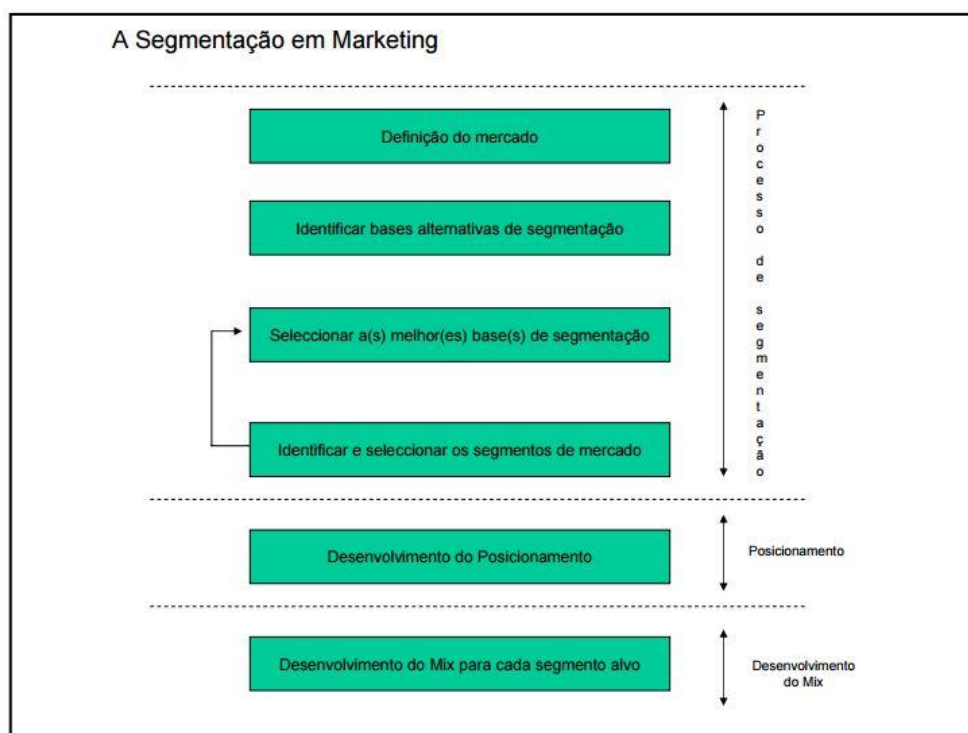 A Segmentação em Marketing
Definição do mercado
Identificar bases alternativas de segmentação
Seleccionar a(s) melhor(es) base(s) de segmentação
Identificar e seleccionar os segmentos de mercado
Processo de segmentação
Desenvolvimento do Posicionamento
Posicionamento
Desenvolvimento do Mix para cada segmento alvo
Desenvolvimento
do Mix